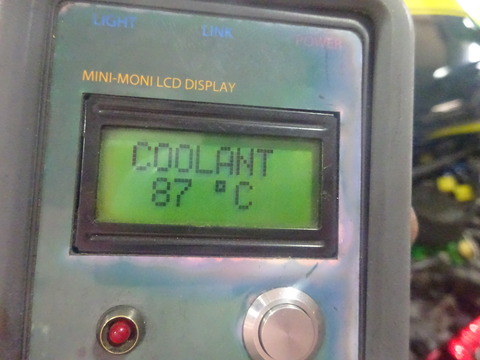 LIGHT
LINK
POWER
MINI-MONI LCD DISPLAY
COOLANT
87 °C